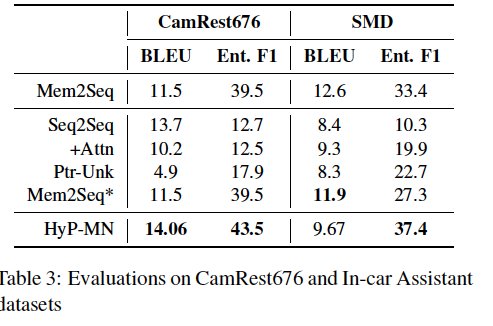 CamRest676 SMD
BLEU Ent. F1 BLEU Ent. F1
Mem2Seq 11.5 39.5 12.6 33.4
Seq2Seq 13.7 12.7 8.4 10.3
+Attn 10.2 12.5 9.3 19.9
Ptr-Unk 4.9 17.9 8.3 22.7
Mem2Seq* 11.5 39.5 11.9 27.3
HyP-MN 14.06 43.5 9.67 37.4
Table 3: Evaluations on CamRest676 and In-car Assistant
datasets